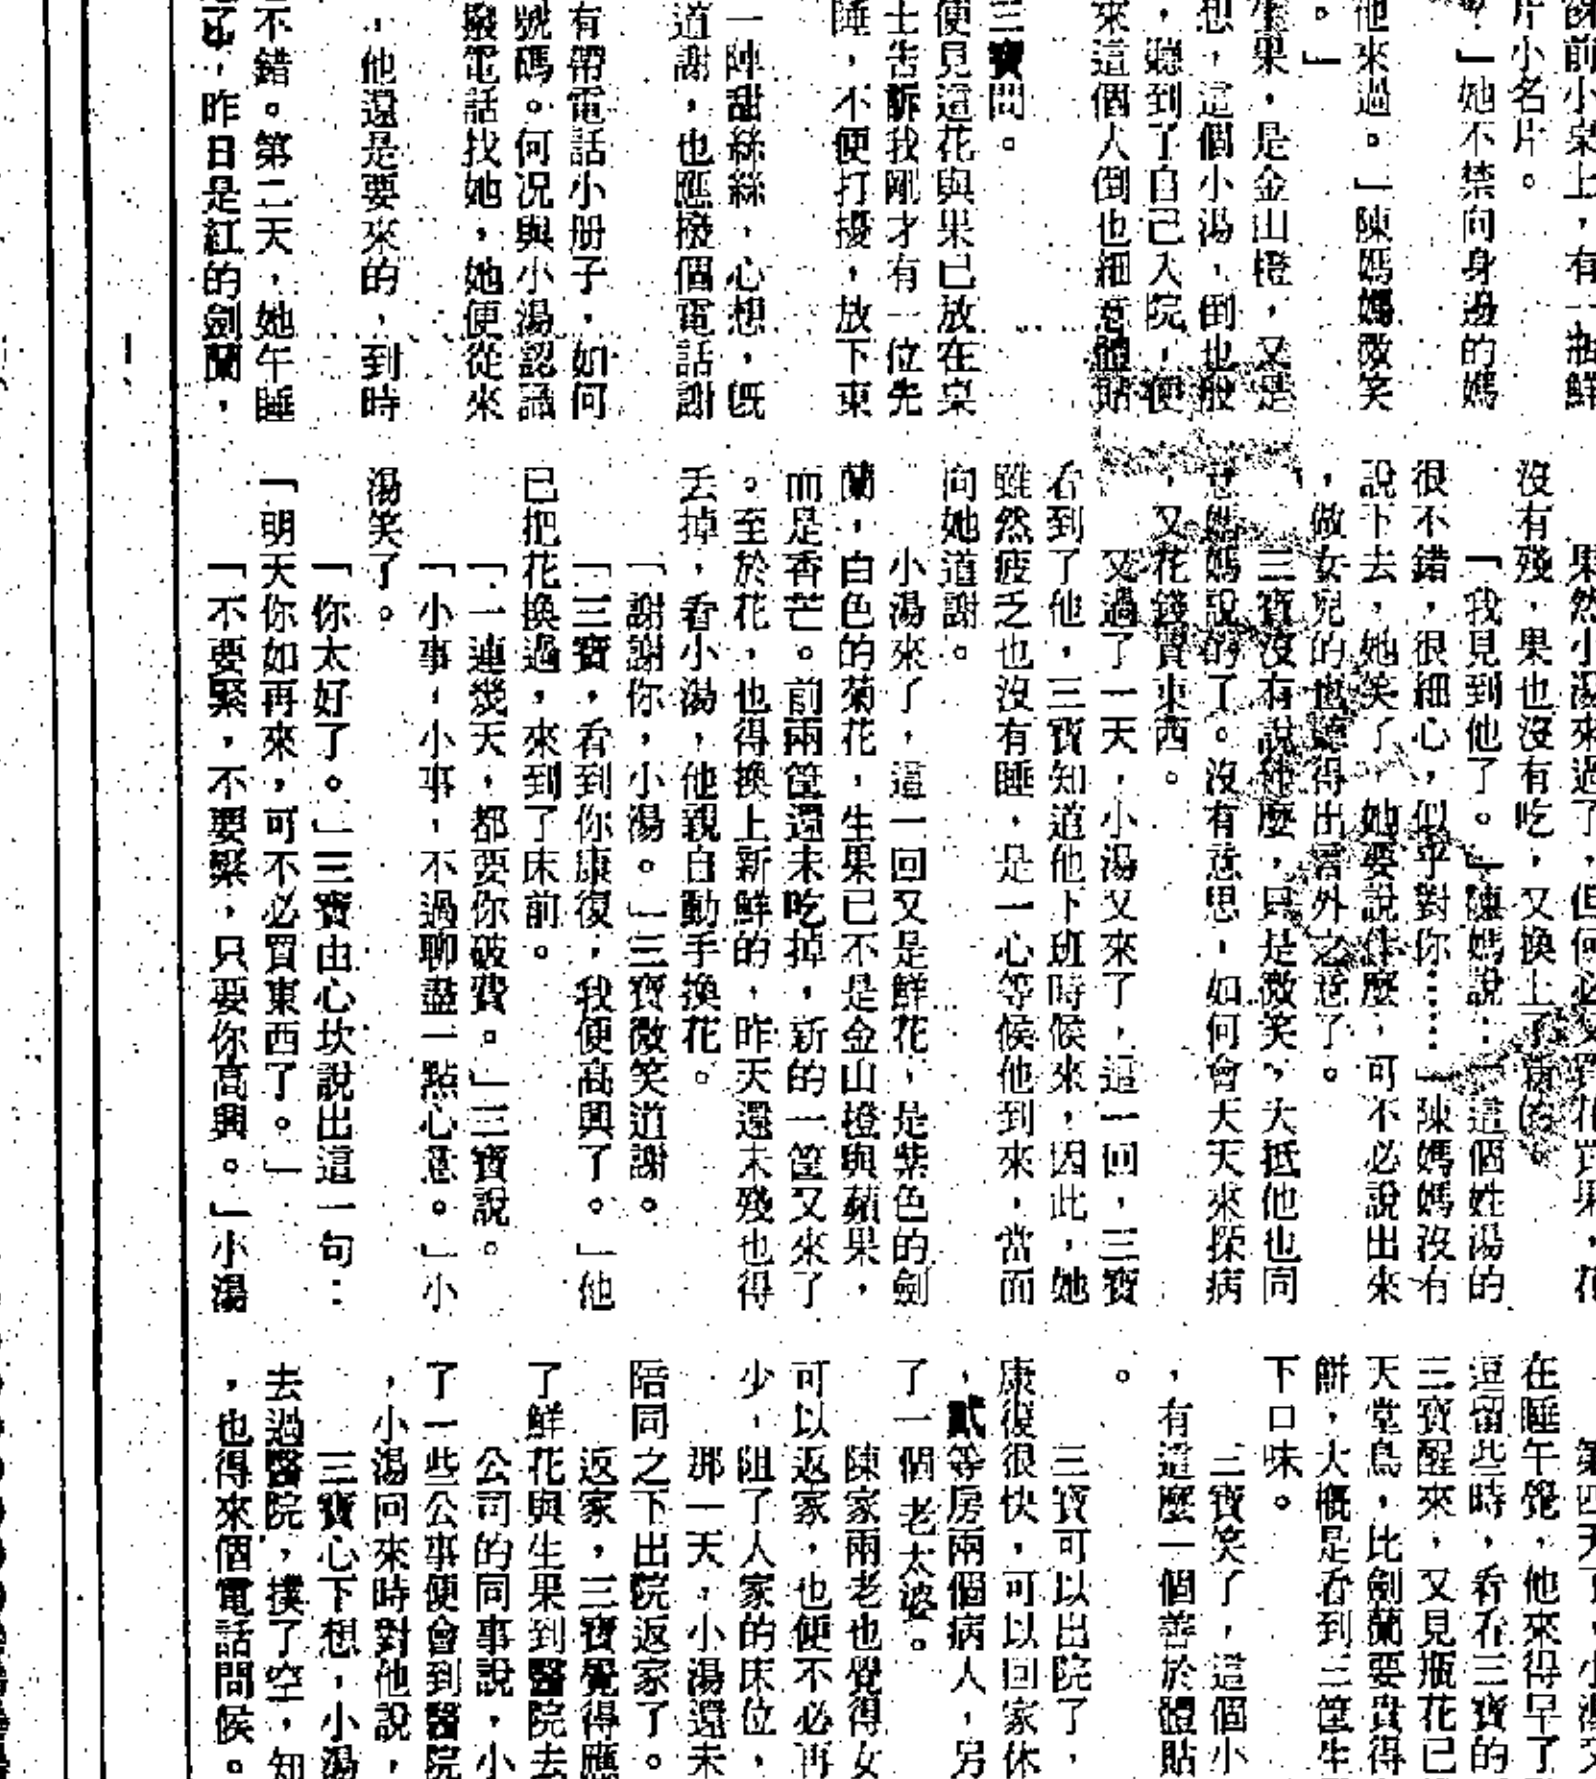 床前小桌上，有一瓶鮮
片小名片。
」她不禁向身邊的媽
他來過。」陳媽媽微笑
。」
生果，是金山橙，又是
想，這個小湯，倒也般
，聽到了自己入院，便
來這個人倒也細意體貼
三寶問。
便見這花與果已放在桌
士告訴我剛才有一位先
睡，不便打擾，放下東
一陣甜絲絲，心想，既
道謝，也應撥個電話謝
有帶電話小册子，如何
號碼。何况與小湯認識
撥電話找她，她便從來
，他還是要來的，到時
不錯。第二天，她午睡
了，昨日是紅的劍蘭，
果然小湯來過了，但何必又買花買果，花
沒有殘，果也沒有吃，又換上了新的。
「我見到他了。」陳媽說：「這個姓湯的
很不錯，很細心，似乎對你……」陳媽媽沒有
說下去，她笑了，她要說什麼，可不必說出來
，做女兒的也聽得出言外之意了。
三寶沒有說什麼，只是微笑，大抵他也同
意媽媽說的了。沒有意思，如何會天天來探病
，又花錢買東西。
又過了一天，小湯又來了，這一回，三寶
看到了他，三寶知道他下班時候來，因此，她
雖然疲乏也沒有睡，是一心等候他到來，當面
向她道謝。
小湯來了，這一回又是鮮花，是紫色的劍
蘭，白色的菊花，生果已不是金山橙與蘋果，
而是香芒。前兩筐還未吃掉，新的一筐又來了
。至於花，也得換上新鮮的，昨天還未殘也得
丢掉，看小湯，他親自動手換花。
「謝謝你，小湯。」三寶微笑道謝。
「三寶，看到你康復，我便高興了。」他
已把花換過，來到了床前。
「一連幾天，都要你破費。」三寶說。
「小事，小事，不過聊盡一點心意。」小
湯笑了。
「你太好了。」三寶由心坎說出這一句：
「明天你如再來，可不必買東西了。」
「不要緊，不要緊，只要你高興。」小湯
第四天了，小湯又
在睡午覺，他來得早了
逗留些時，看看三寶的
三寶醒來，又見瓶花已
天堂鳥，比劍蘭要貴得
餅，大概是看到三筐生
下口味。
三寶笑了，這個小
，有這麼一個善於體貼
。
三寶可以出院了，
康復很快，可以回家休
，貳等房兩個病人，另
了一個老太婆。
陳家兩老也覺得女
可以返家，也便不必再
少，阻了人家的床位，
那一天，小湯還未
陪同之下出院返家了。
返家，三寶覺得應
了鮮花與生果到醫院去
公司的同事說，小
了一些公事便會到醫院
，小湯回來時對他說，
三寶心下想，小湯
去過醫院，撲了空，知
，也得來個電話問候。